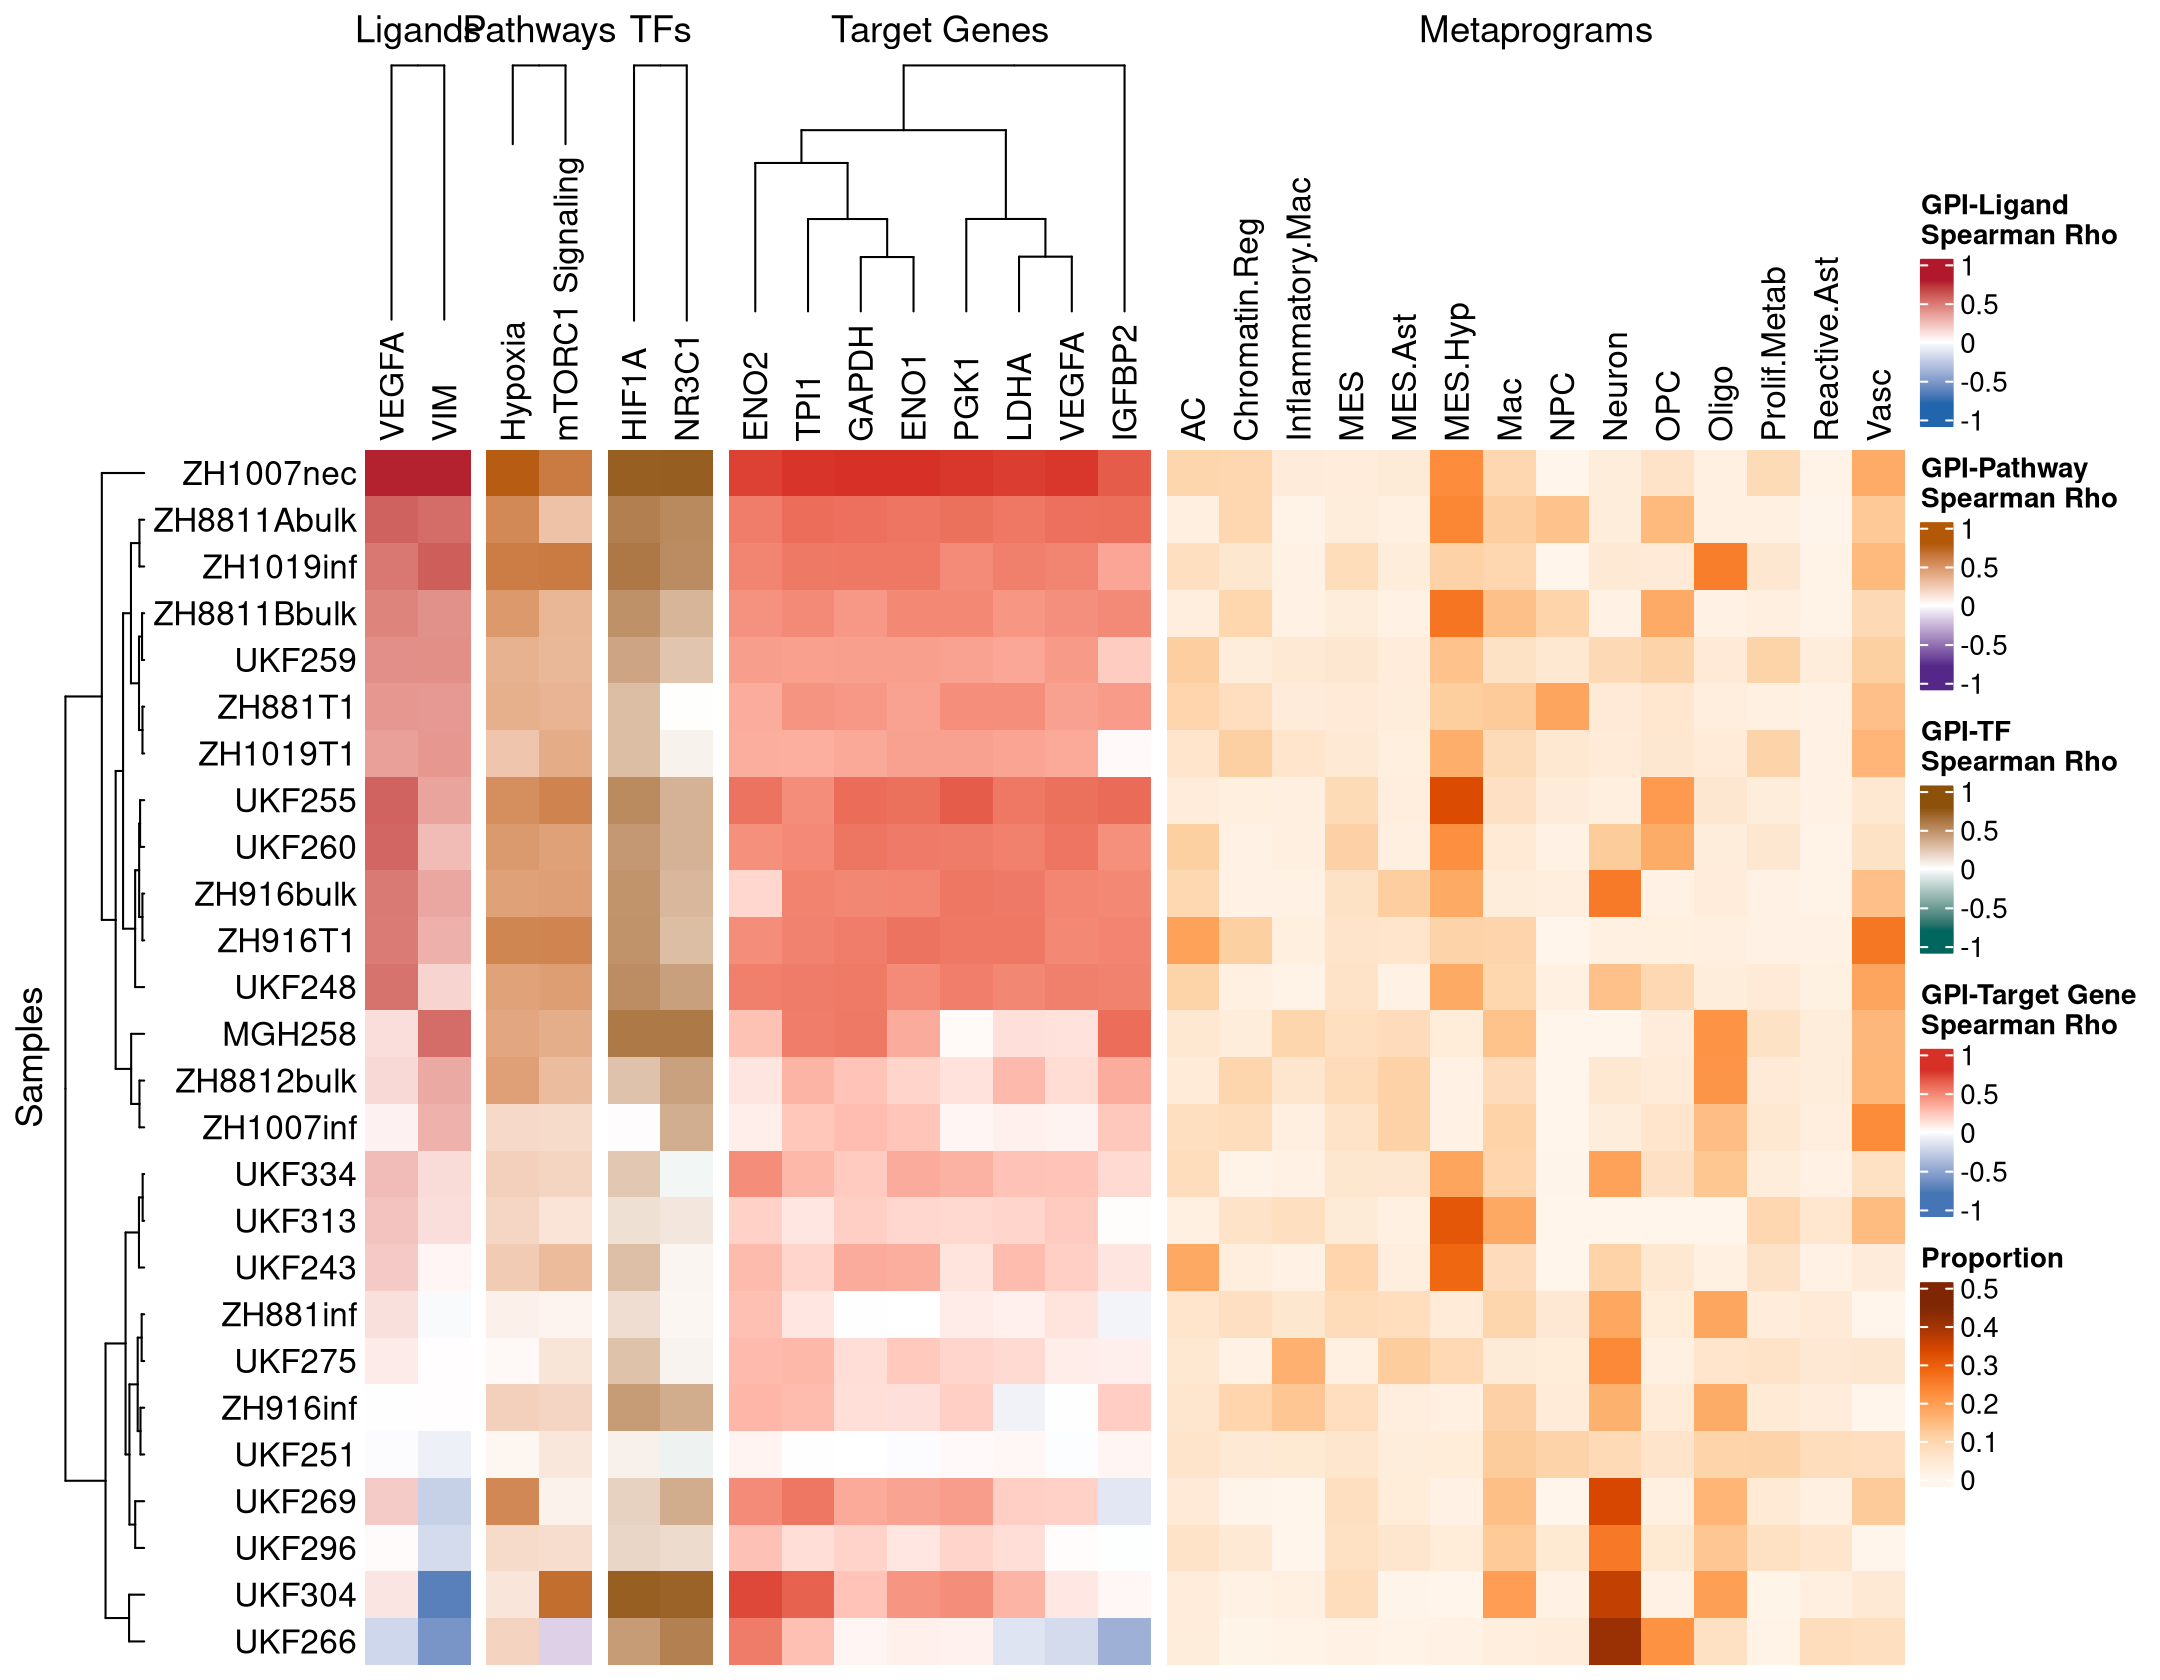 Ligands
Pathways
TFs
Target Genes
Metaprograms
VEGFA
VIM
Hypoxia
mTORC1 Signaling
HIF1A
NR3C1
ENO2
TPI1
GAPDH
ENO1
PGK1
LDHA
VEGFA
IGFBP2
AC
Chromatin.Reg
Inflammatory.Mac
MES
MES.Ast
MES.Hyp
Mac
NPC
Neuron
OPC
Oligo
Prolif.Metab
Reactive.Ast
Vasc
Samples
ZH1007nec
ZH8811Abulk
ZH1019inf
ZH8811Bbulk
UKF259
ZH881T1
ZH1019T1
UKF255
UKF260
ZH916bulk
ZH916T1
UKF248
MGH258
ZH8812bulk
ZH1007inf
UKF334
UKF313
UKF243
ZH881inf
UKF275
ZH916inf
UKF251
UKF269
UKF296
UKF304
UKF266
GPI-Ligand
Spearman Rho
1
0.5
0
-0.5
-1
GPI-Pathway
Spearman Rho
1
0.5
0
-0.5
-1
GPI-TF
Spearman Rho
1
0.5
0
-0.5
-1
GPI-Target Gene
Spearman Rho
1
0.5
0
-0.5
-1
Proportion
0.5
0.4
0.3
0.2
0.1
0